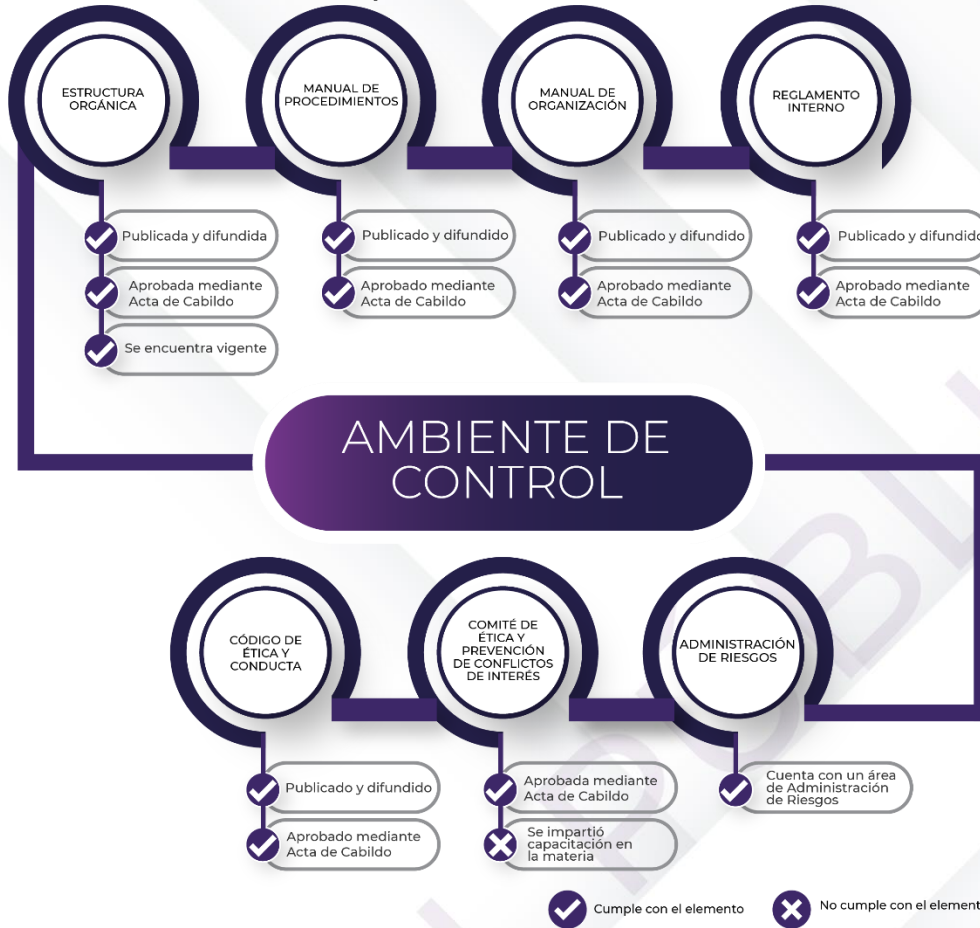 ESTRUCTURA
ORGÁNICA
MANUAL DE
PROCEDIMIENTOS
MANUAL DE
ORGANIZACIÓN
REGLAMENTO
INTERNO
Publicada y difundida
Aprobada mediante
Acta de Cabildo
Se encuentra vigente
Publicado y difundido
Aprobado mediante
Acta de Cabildo
Publicado y difundido
Aprobado mediante
Acta de Cabildo
Publicado y difundido
Aprobado mediante
Acta de Cabildo
AMBIENTE DE
CONTROL
CÓDIGO DE
ÉTICA Y
CONDUCTA
COMITÉ DE
ÉTICA Y
PREVENCIÓN
DE CONFLICTOS
DE INTERÉS
ADMINISTRACIÓN
DE RIESGOS
Publicado y difundido
Aprobado mediante
Acta de Cabildo
Aprobada mediante
Acta de Cabildo
Se impartió
capacitación en
la materia
Cuenta con un área
de Administración
de Riesgos
Cumple con el elemento
No cumple con el element